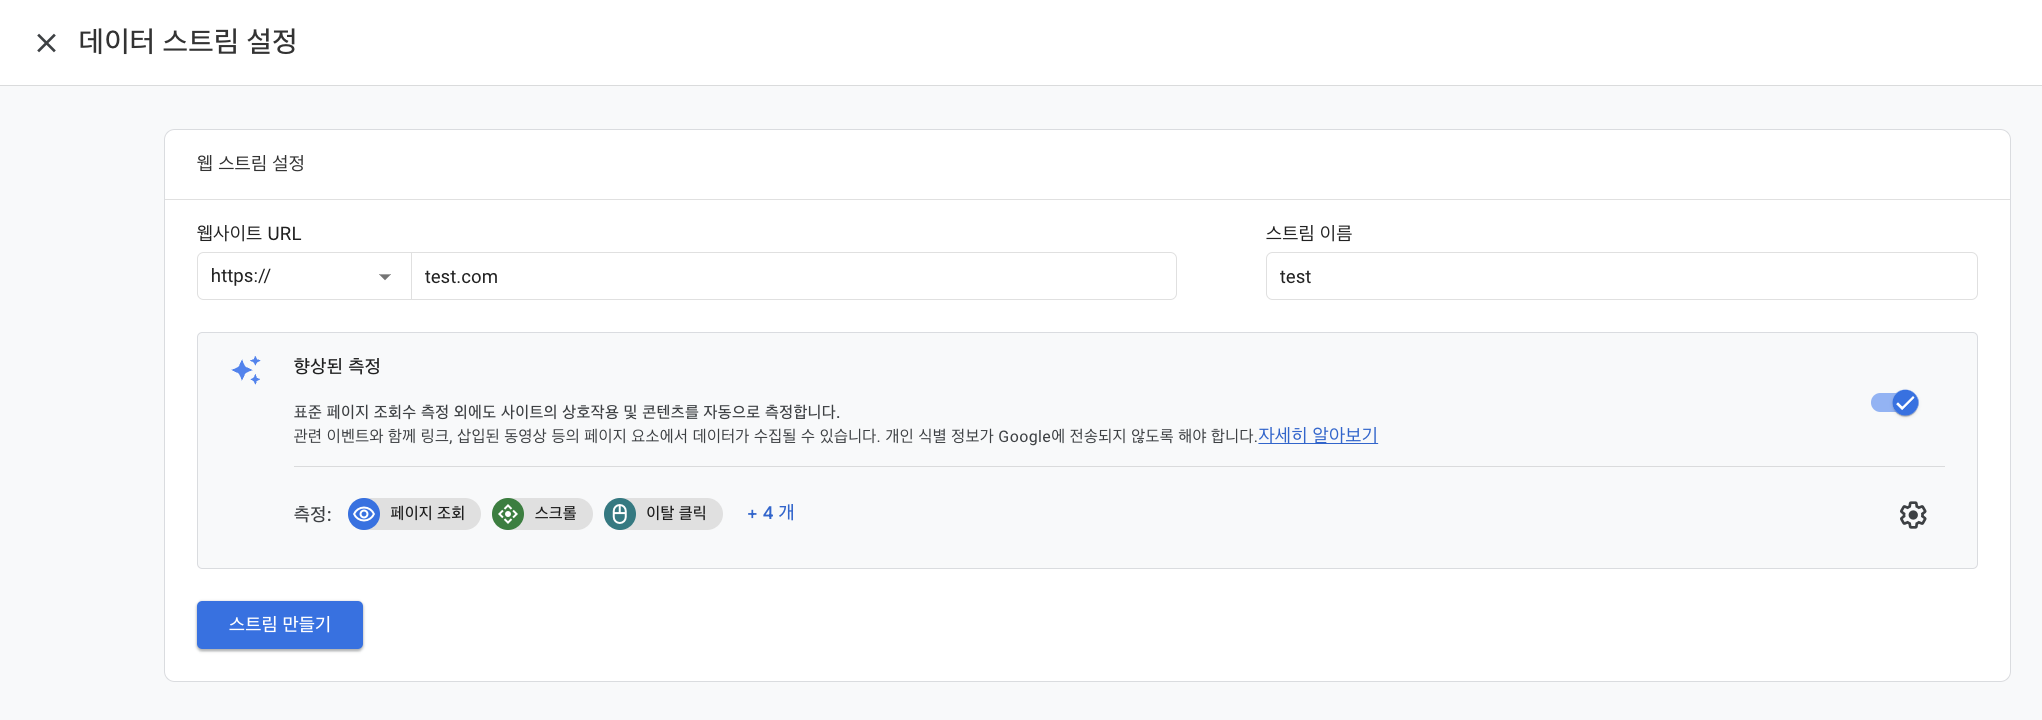 데이터 스트림 설정
웹 스트림 설정
웹사이트 URL
스트림 이름
https://
test.com
test
향상된 측정
표준 페이지 조회수 측정 외에도 사이트의 상호작용 및 콘텐츠를 자동으로 측정합니다.
관련 이벤트와 함께 링크, 삽입된 동영상 등의 페이지 요소에서 데이터가 수집될 수 있습니다. 개인 식별 정보가 Google에 전송되지 않도록 해야 합니다.자세히 알아보기
측정: 페이지 조회 스크롤 이탈 클릭 + 4 개
스트림 만들기